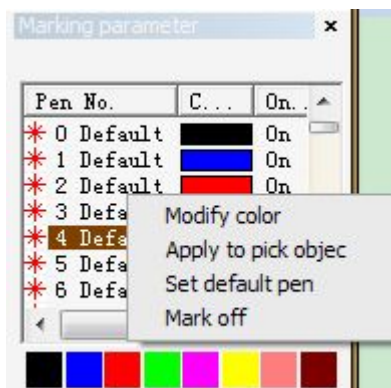 Marking parameter
Pen No. C... On..
0 Default On
1 Default On
2 Default On
3 Defa
4 Defa
5 Defa
6 Defa
Modify color
Apply to pick objec
Set default pen
Mark off